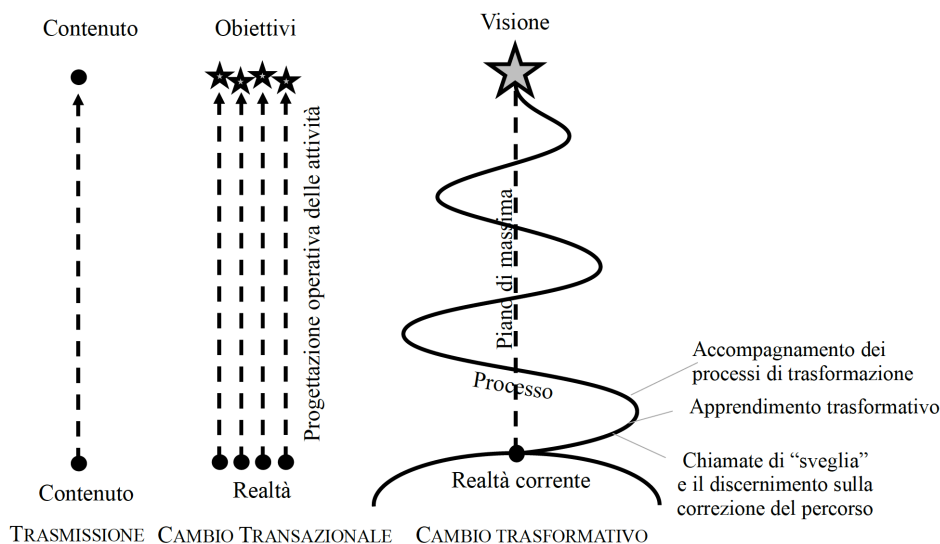 Contenuto
Obiettivi
Visione
Progettazione operativa delle attività
Piano di massima
Processo
Accompagnamento dei
processi di trasformazione
Apprendimento trasformativo
Chiamate di “sveglia”
e il discernimento sulla
correzione del percorso
Contenuto
Realtà
Realtà corrente
TRASMISSIONE
CAMBIO TRANSAZIONALE
CAMBIO TRASFORMATIVO